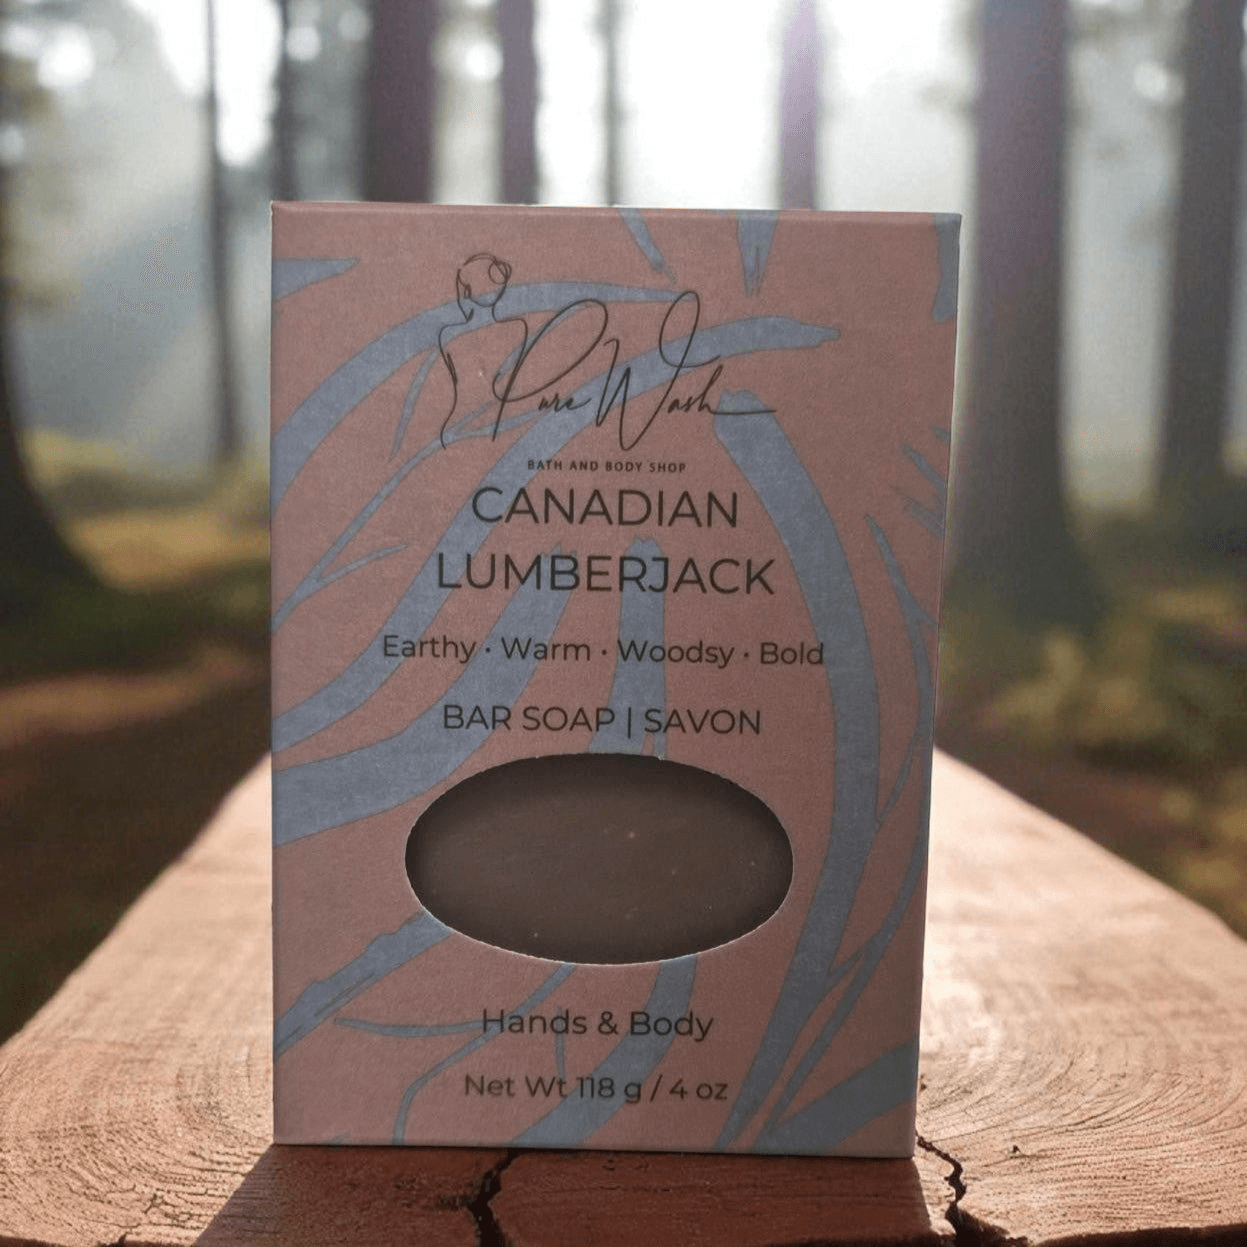 Pure Wash
BATH AND BODY SHOP
CANADIAN
LUMBERJACK
Earthy · Warm · Woodsy · Bold
BAR SOAP | SAVON
Hands & Body
Net Wt 118 g / 4 oz